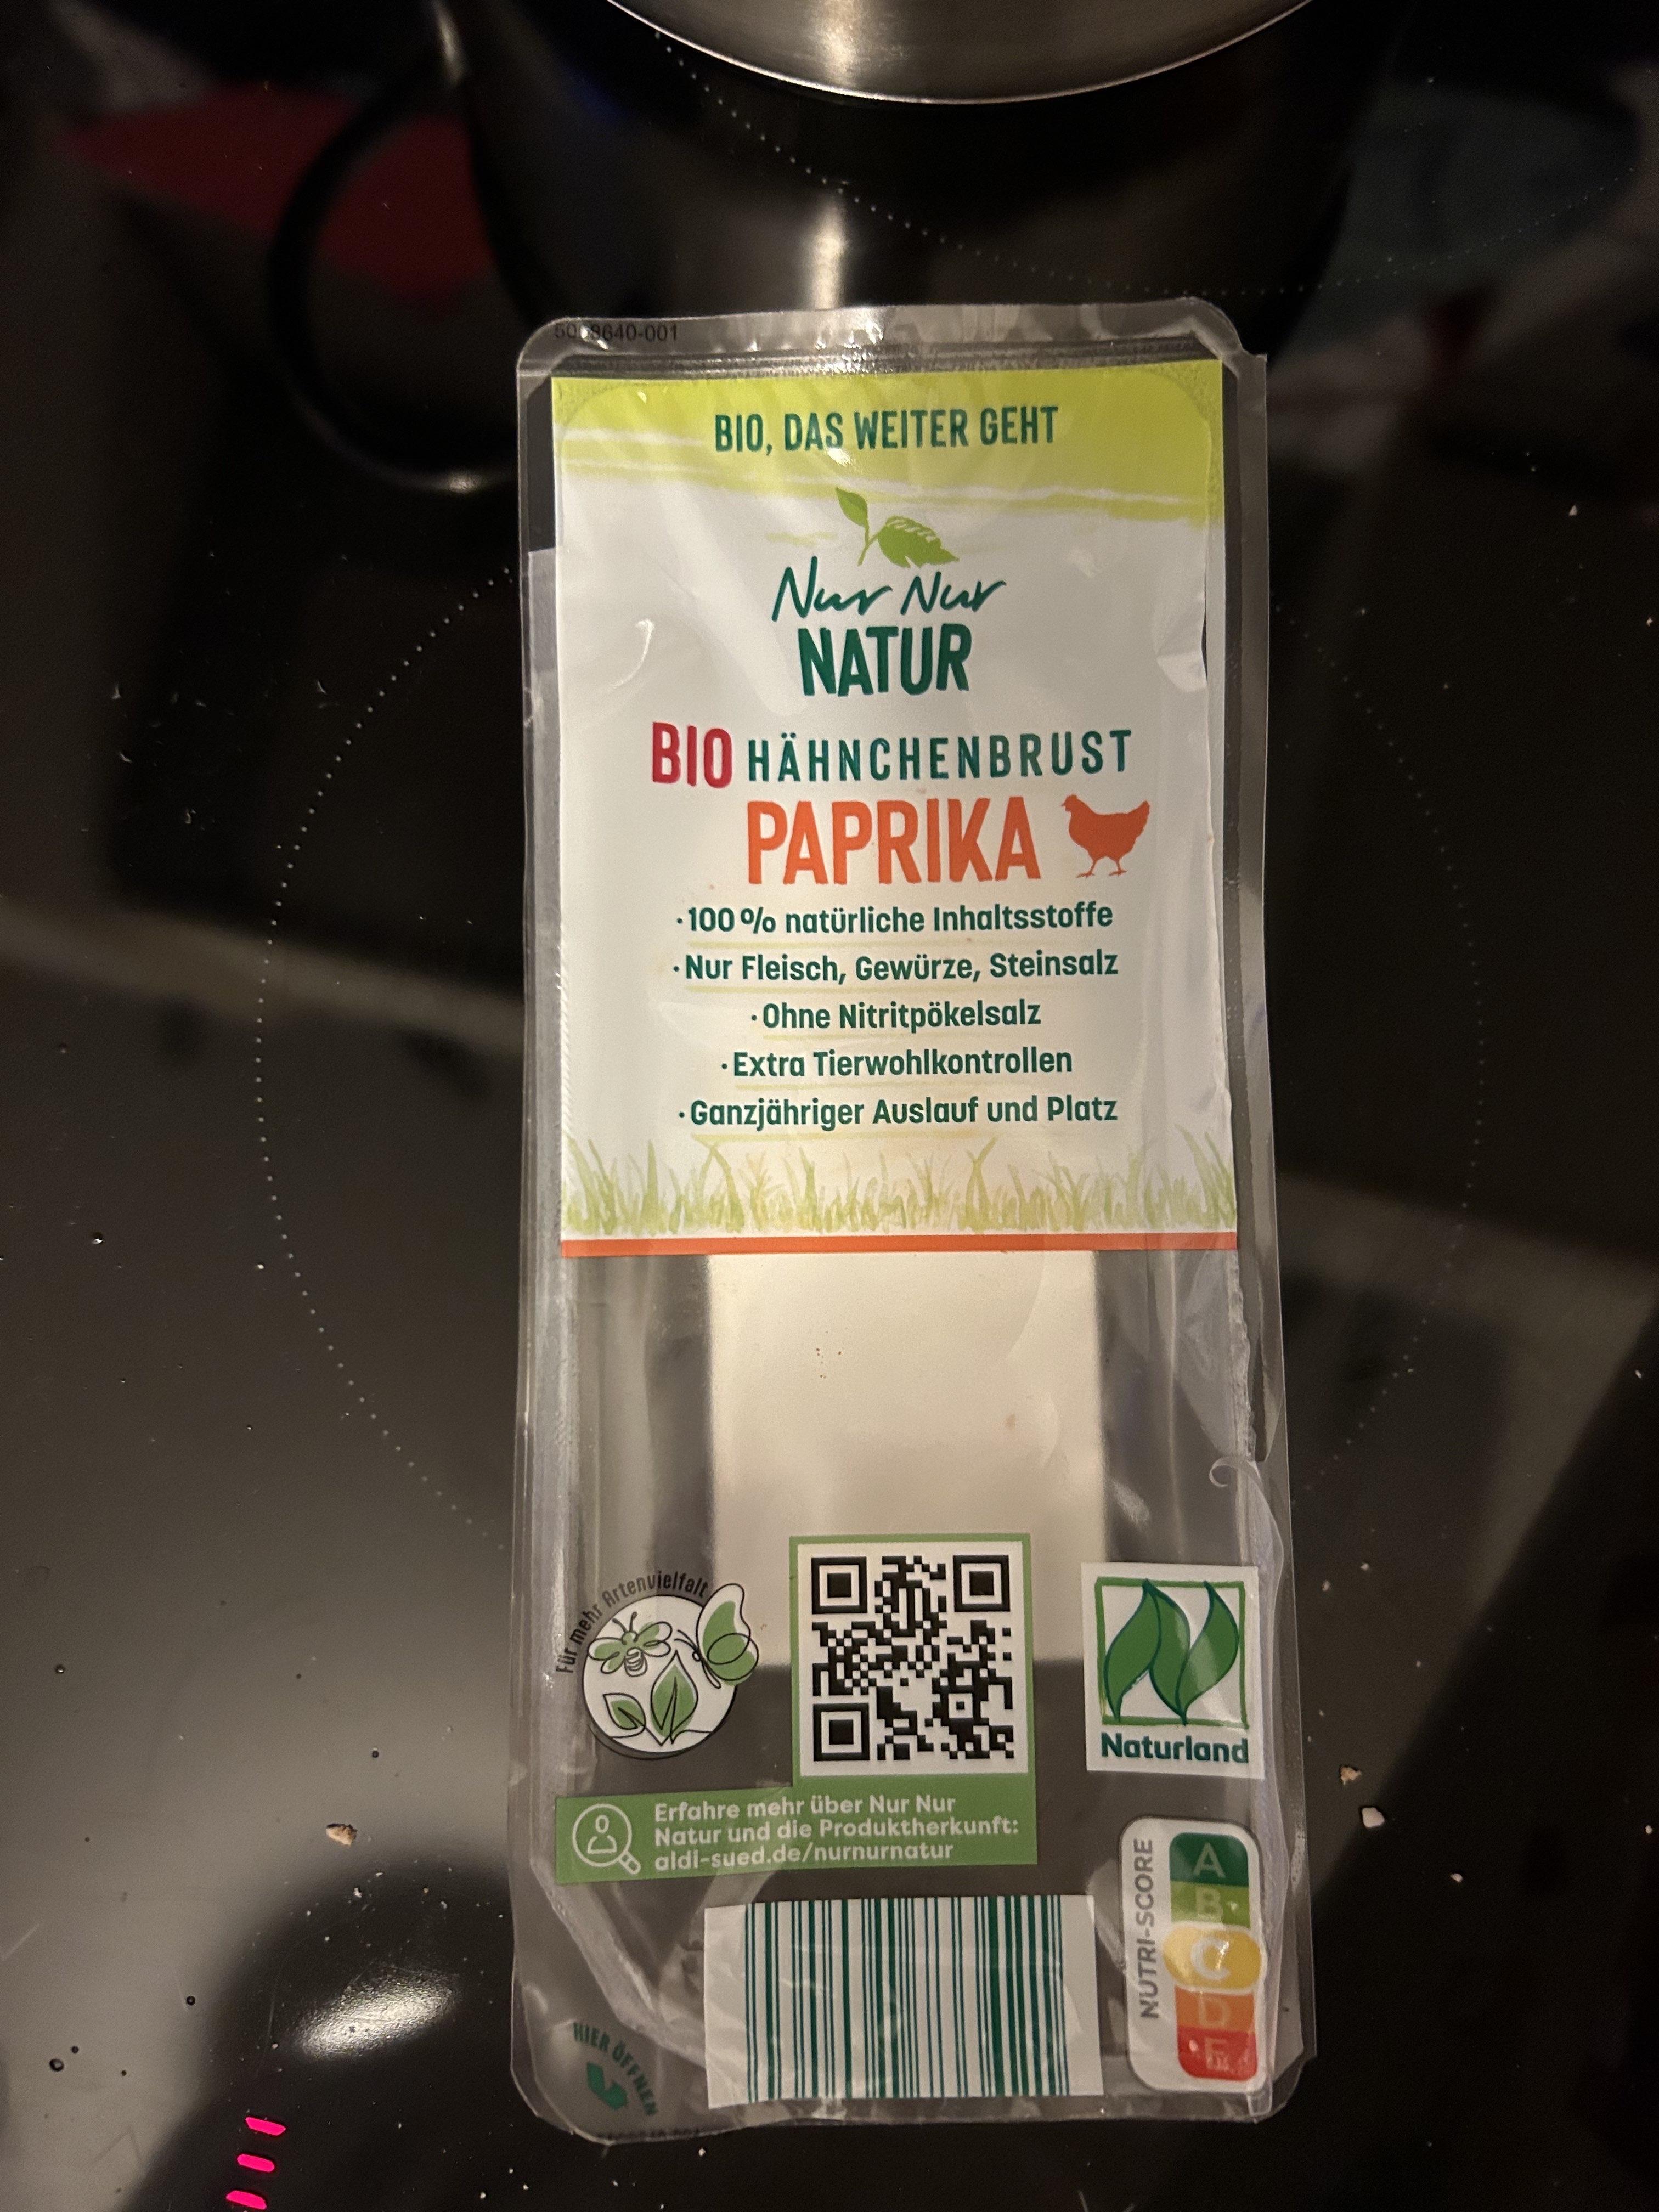 BIO, DAS WEITER GEHT
Nur Nur
NATUR
BIO HÄHNCHENBRUST
PAPRIKA
· 100 % natürliche Inhaltsstoffe
· Nur Fleisch, Gewürze, Steinsalz
· Ohne Nitritpökelsalz
· Extra Tierwohlkontrollen
· Ganzjähriger Auslauf und Platz
Für mehr Artenvielfalt
Naturland
Erfahre mehr über Nur Nur
Natur und die Produktherkunft:
aldi-sued.de/nurnurnatur
NUTRI-SCORE
A
B
C
D
E
HIER ÖFFNEN